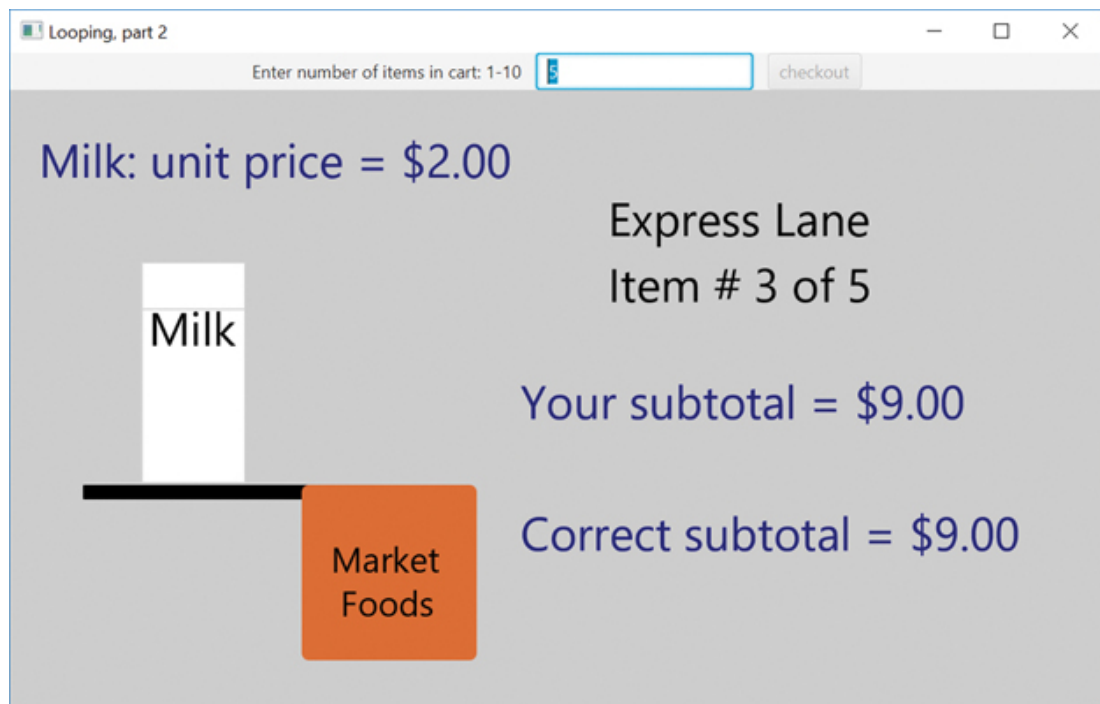 Looping, part 2
Enter number of items in cart: 1-10 5 checkout
Milk: unit price = $2.00
Express Lane
Item # 3 of 5
Milk
Your subtotal = $9.00
Correct subtotal = $9.00
Market
Foods